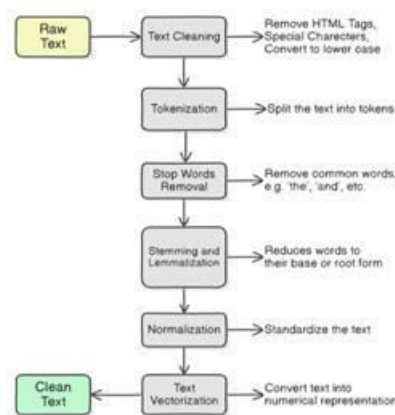 Raw
Text
Text Cleaning
Remove HTML Tags,
Special Charecters,
Convert to lower case
Tokenization
Split the text into tokens
Stop Words
Removal
Remove common words,
e.g. 'the', 'and', etc.
Stemming and
Lemmatization
Reduces words to
their base or root form
Normalization
Standardize the text
Clean
Text
Text
Vectorization
Convert text into
numerical representation